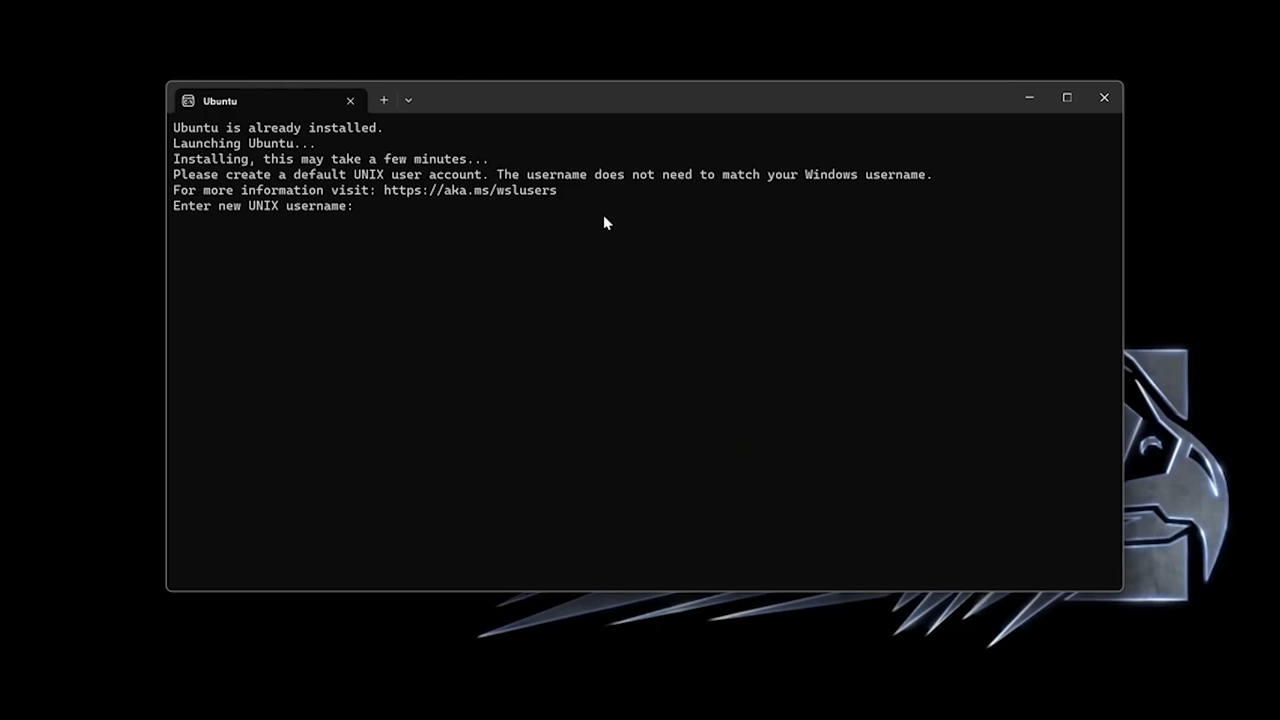 Ubuntu
Ubuntu is already installed.
Launching Ubuntu...
Installing, this may take a few minutes...
Please create a default UNIX user account. The username does not need to match your Windows username.
For more information visit: https://aka.ms/wslusers
Enter new UNIX username: